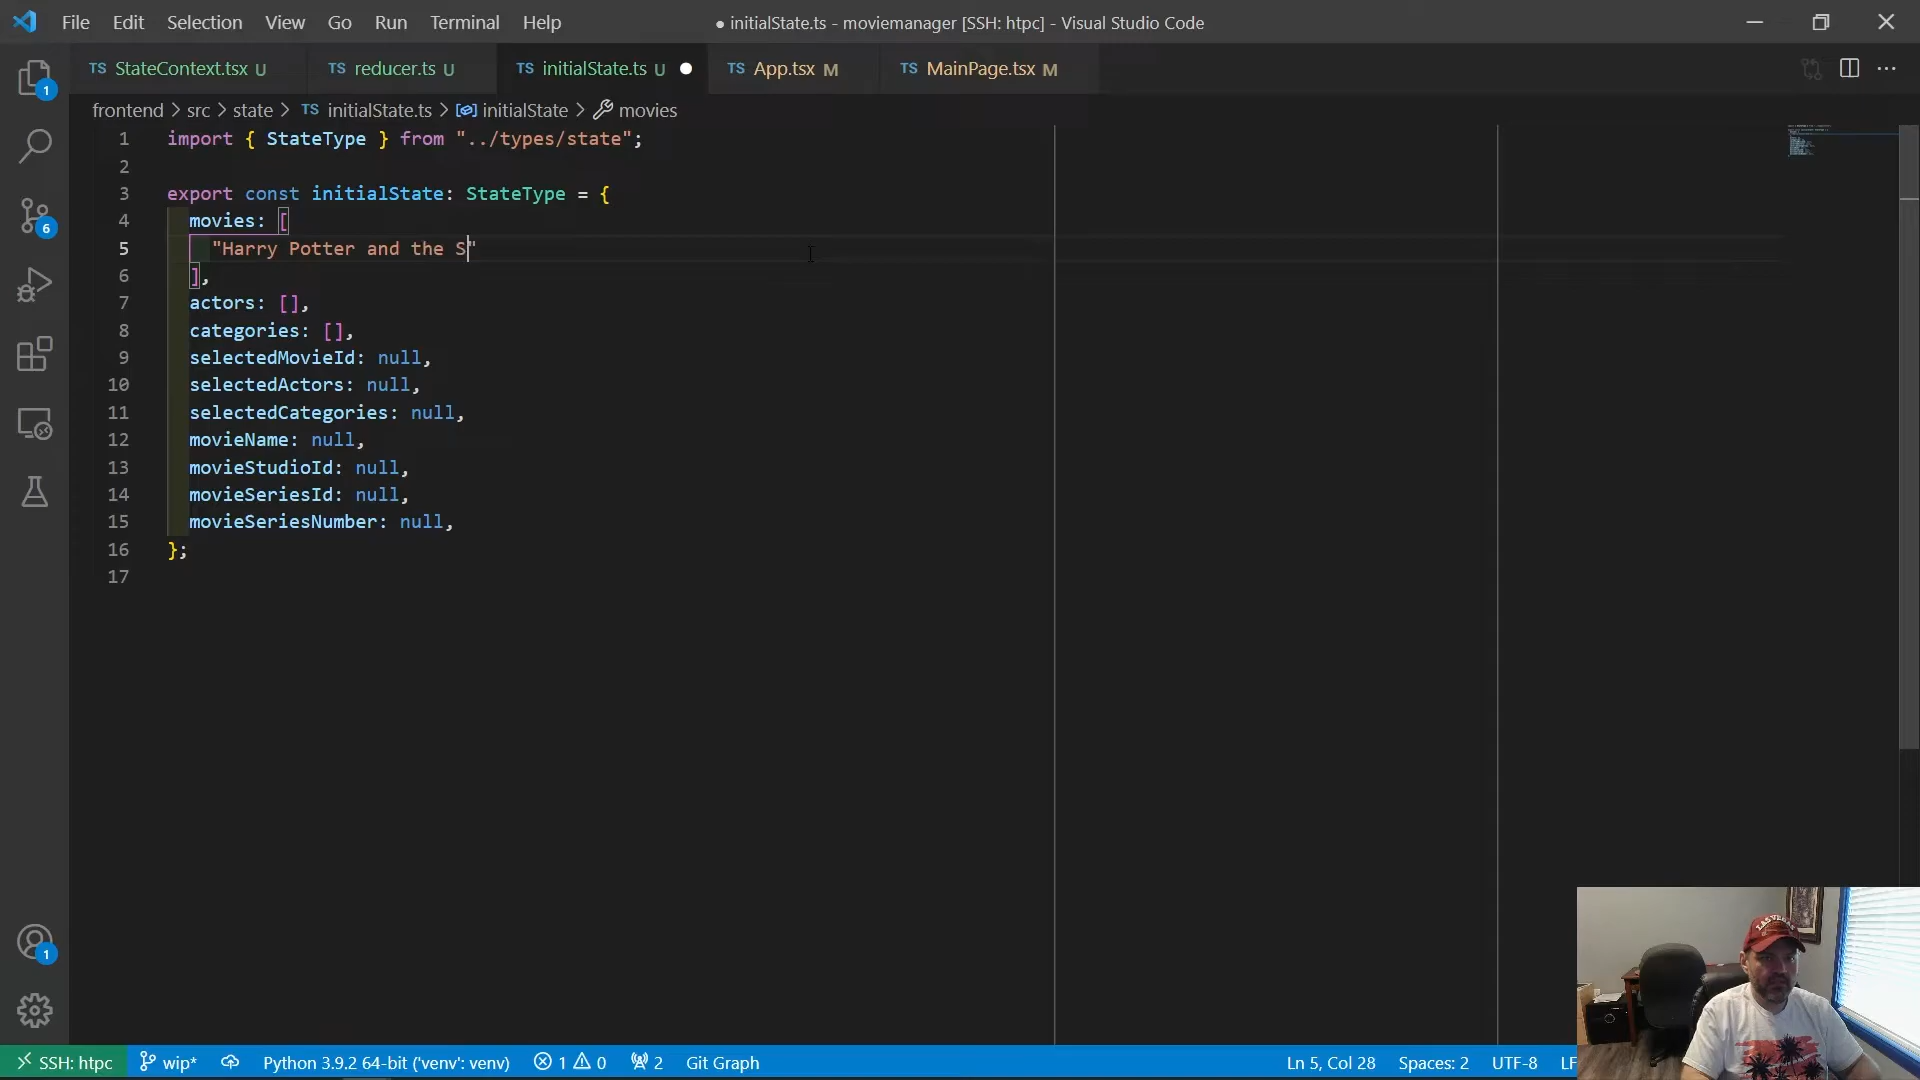 File Edit Selection View Go Run Terminal Help
● initialState.ts - moviemanager [SSH: htpc] - Visual Studio Code
TS StateContext.tsx U
TS reducer.ts U
TS initialState.ts U ●
TS App.tsx M
TS MainPage.tsx M
frontend > src > state > TS initialState.ts > initialState > movies
1 import { StateType } from "../types/state";
2
3 export const initialState: StateType = {
4 movies: [
5 "Harry Potter and the S"
6 ],
7 actors: [],
8 categories: [],
9 selectedMovieId: null,
10 selectedActors: null,
11 selectedCategories: null,
12 movieName: null,
13 movieStudioId: null,
14 movieSeriesId: null,
15 movieSeriesNumber: null,
16 };
17
1
6
1
LAS VEGAS
SSH: htpc wip* Python 3.9.2 64-bit ('venv': venv) 1 0 2 Git Graph Ln 5, Col 28 Spaces: 2 UTF-8 LF